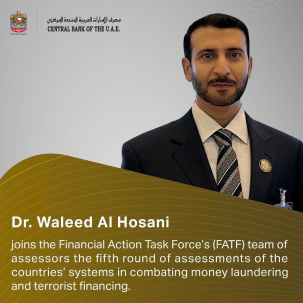 مصرف الإمارات العربية المتحدة المركزي
CENTRAL BANK OF THE U.A.E.
Dr. Waleed Al Hosani
joins the Financial Action Task Force's (FATF) team of
assessors the fifth round of assessments of the
countries' systems in combating money laundering
and terrorist financing.